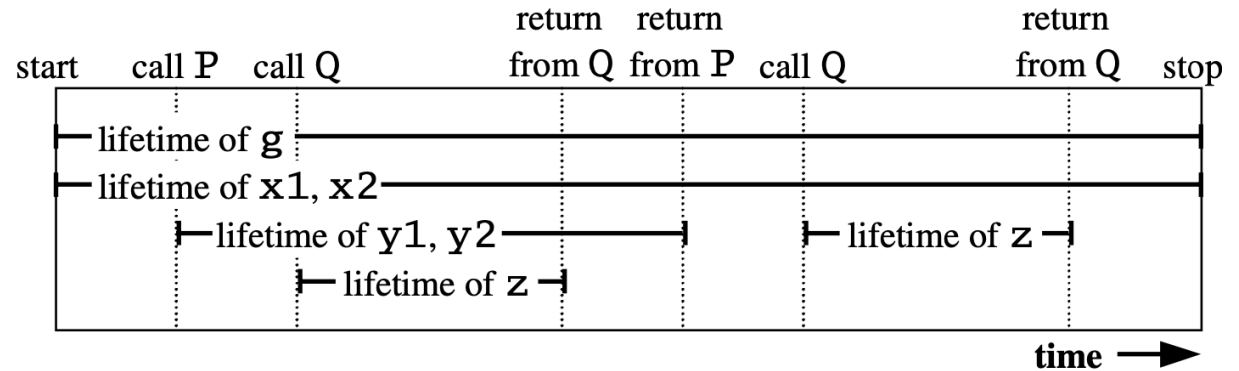 return return return
start call P call Q from Q from P call Q from Q stop
lifetime of g
lifetime of x1, x2
lifetime of y1, y2 lifetime of z
lifetime of z
time